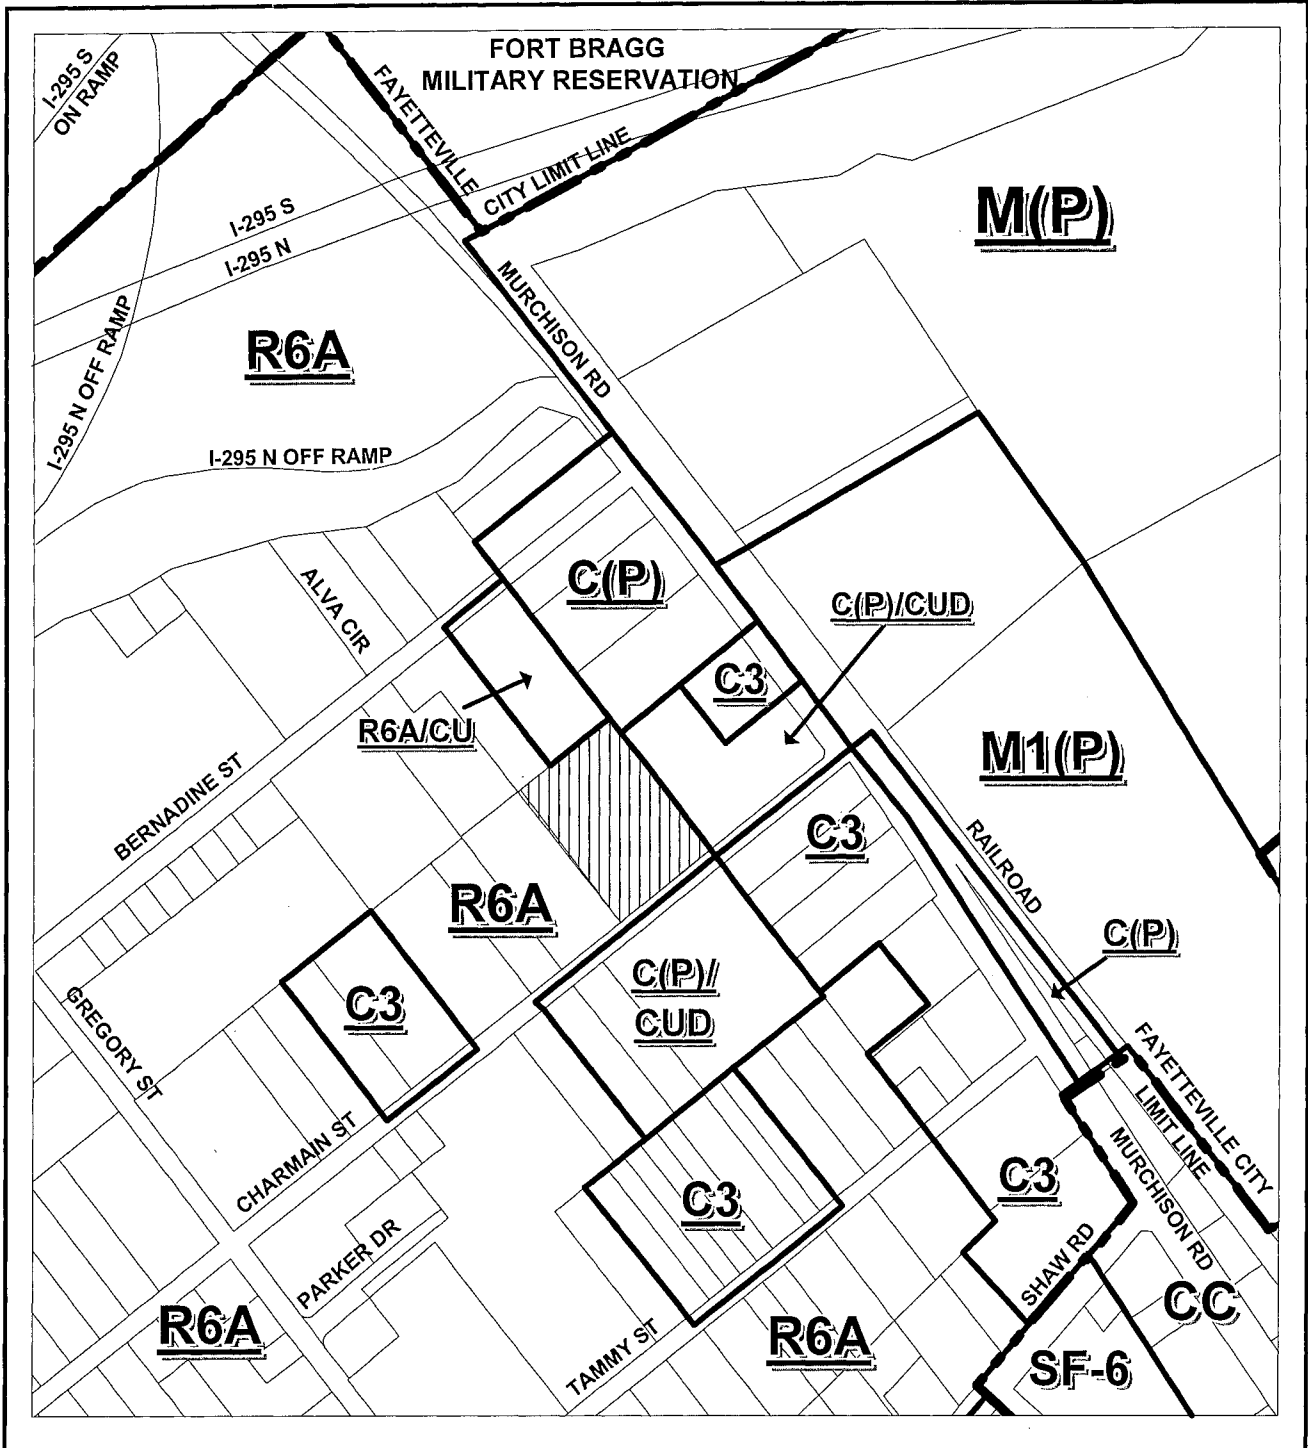 FORT BRAGG
MILITARY RESERVATION
I-295 S
ON RAMP
FAYETTEVILLE
CITY LIMIT LINE
I-295 S
I-295 N
M(P)
MURCHISON RD
I-295 N OFF RAMP
R6A
I-295 N OFF RAMP
ALVA CIR
C(P)
C(P)/CUD
C3
R6A/CU
M1(P)
BERNADINE ST
C3
RAILROAD
R6A
C(P)
C(P)/
CUD
C3
GREGORY ST
FAYETTEVILLE CITY
LIMIT LINE
MURCHISON RD
CHARMAIN ST
C3
C3
PARKER DR
SHAW RD
CC
R6A
R6A
TAMMY ST
SF-6